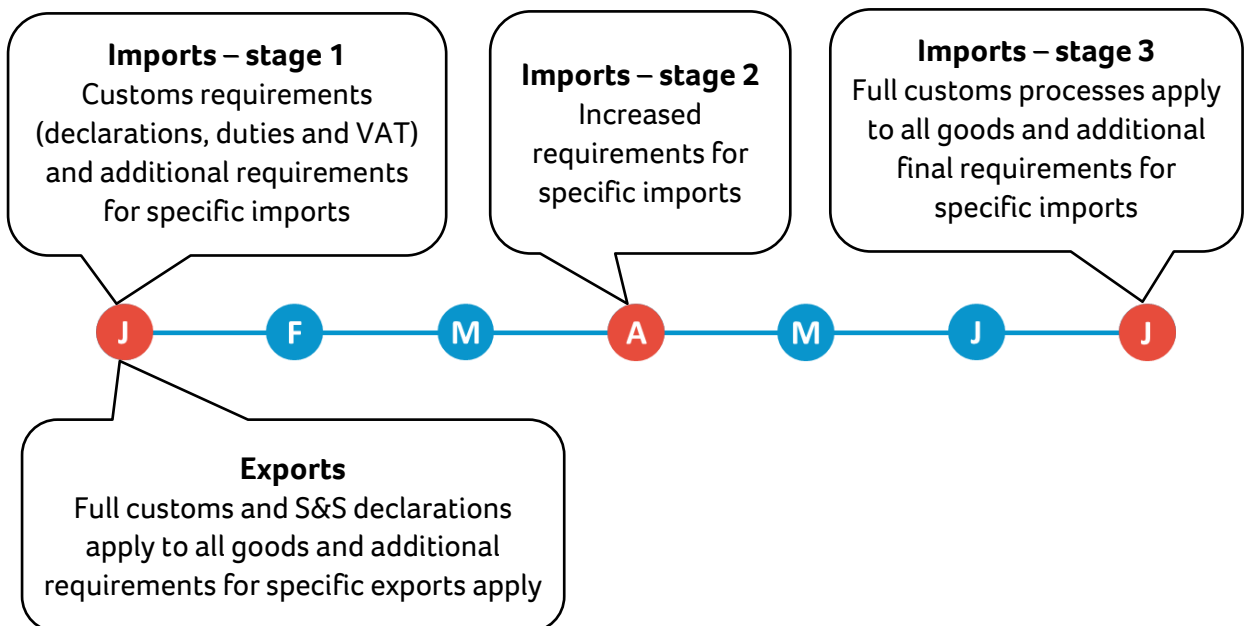 Imports – stage 1
Customs requirements
(declarations, duties and VAT)
and additional requirements
for specific imports
Imports – stage 2
Increased
requirements for
specific imports
Imports – stage 3
Full customs processes apply
to all goods and additional
final requirements for
specific imports
J
F
M
A
M
J
J
Exports
Full customs and S&S declarations
apply to all goods and additional
requirements for specific exports apply